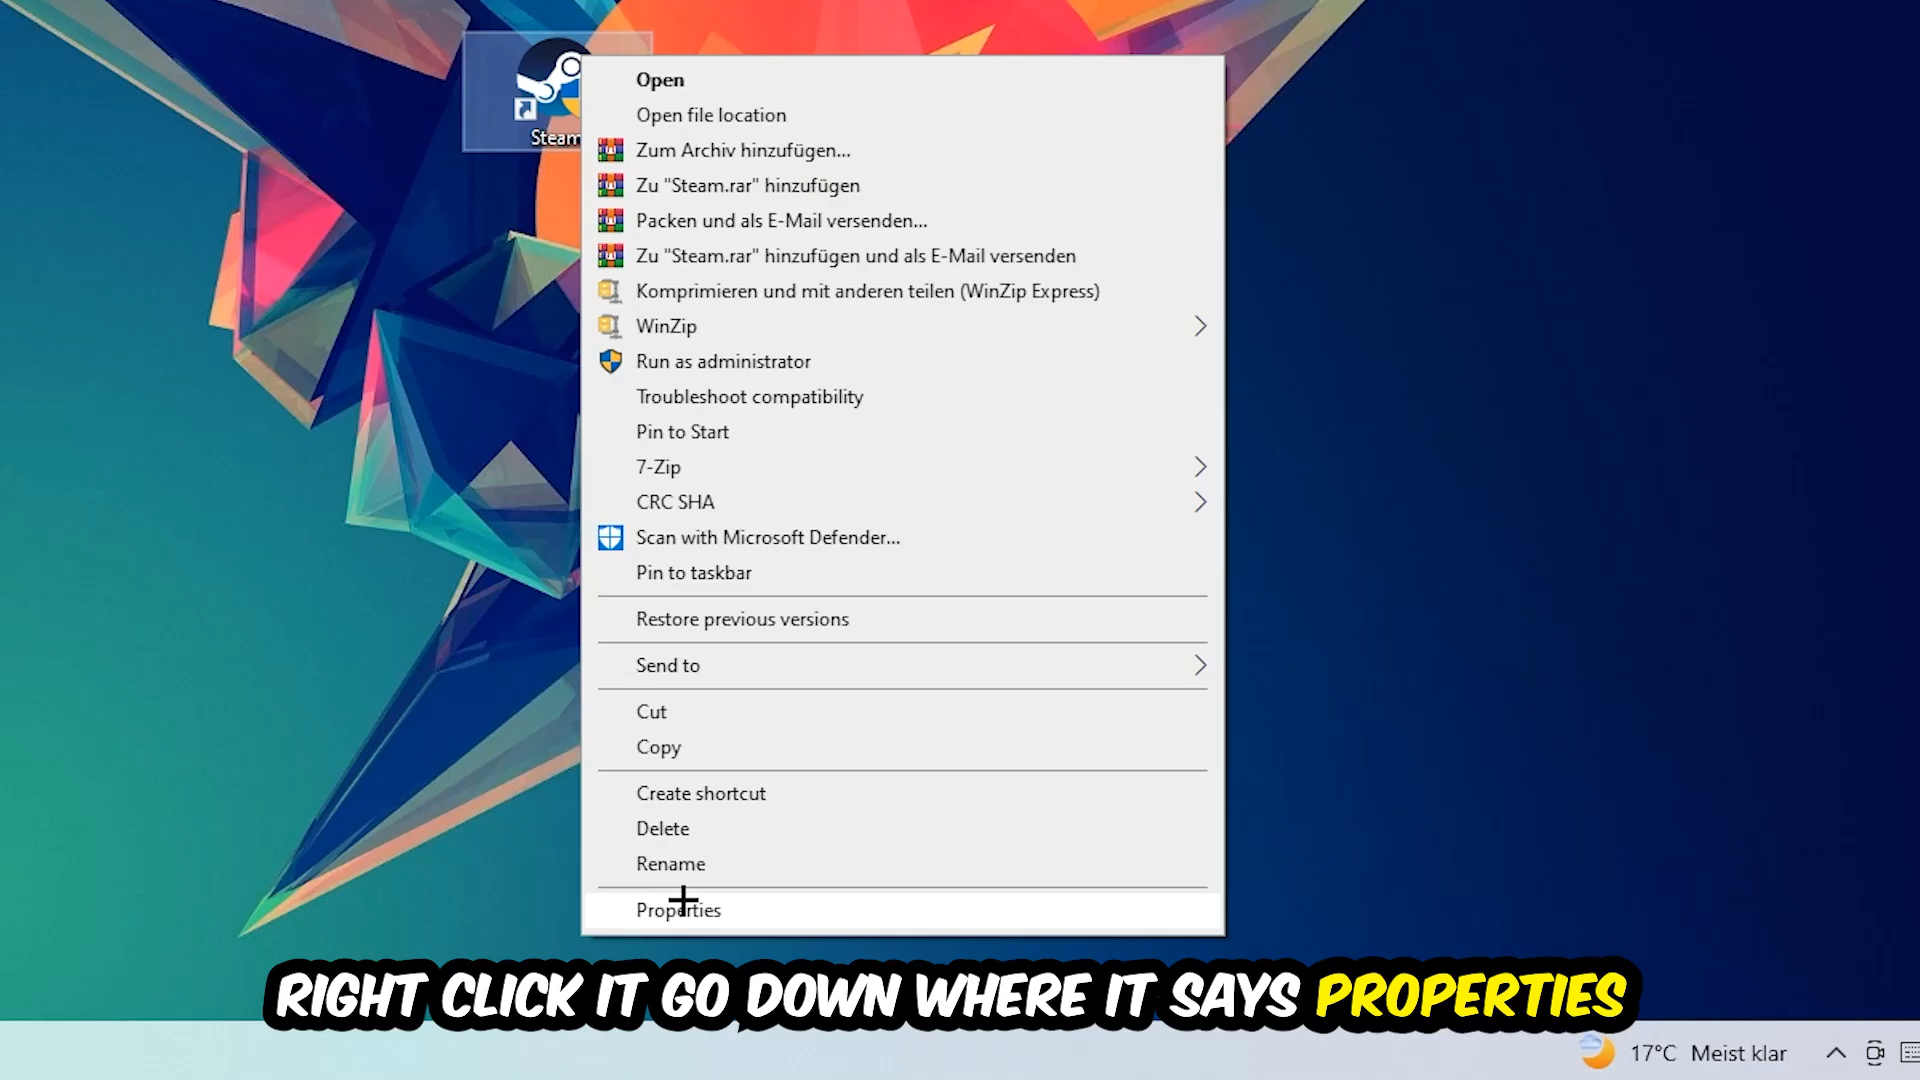 Steam
Open
Open file location
Zum Archiv hinzufügen...
Zu "Steam.rar" hinzufügen
Packen und als E-Mail versenden...
Zu "Steam.rar" hinzufügen und als E-Mail versenden
Komprimieren und mit anderen teilen (WinZip Express)
WinZip
Run as administrator
Troubleshoot compatibility
Pin to Start
7-Zip
CRC SHA
Scan with Microsoft Defender...
Pin to taskbar
Restore previous versions
Send to
Cut
Copy
Create shortcut
Delete
Rename
Properties
RIGHT CLICK IT GO DOWN WHERE IT SAYS PROPERTIES
17°C Meist klar